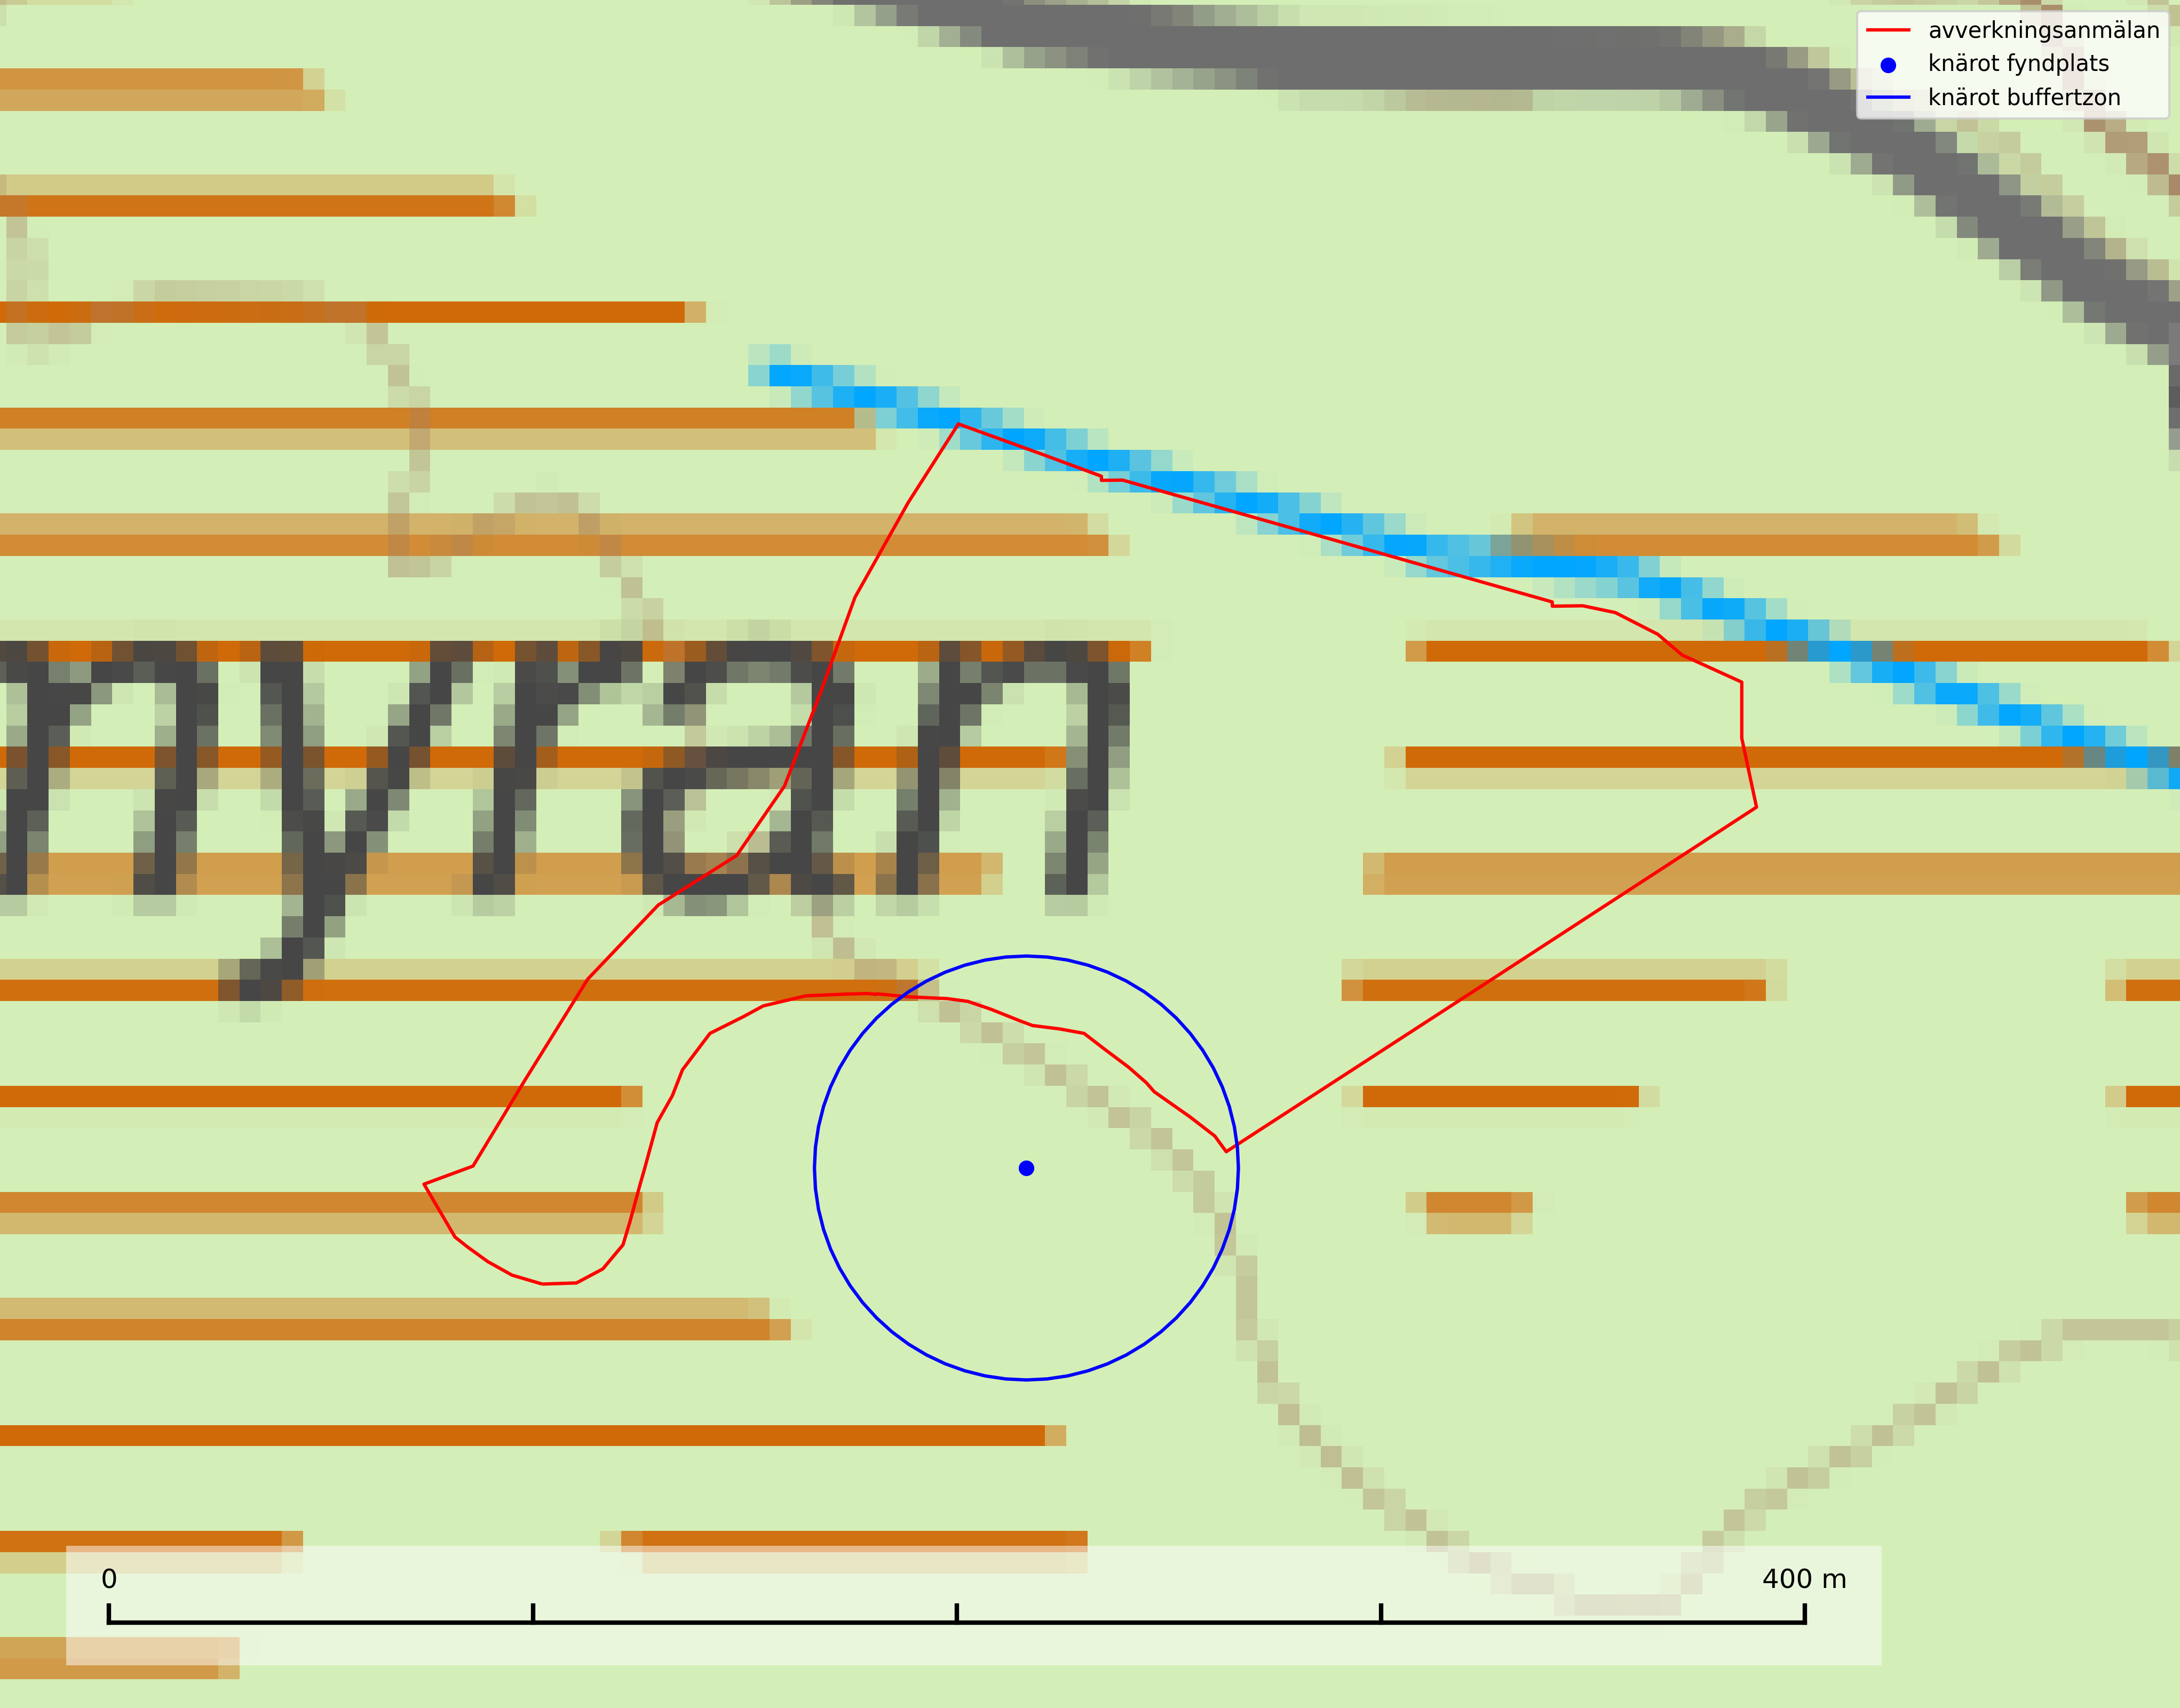 avverkningsanmälan
knärot fyndplats
knärot buffertzon
myran
0 400 m